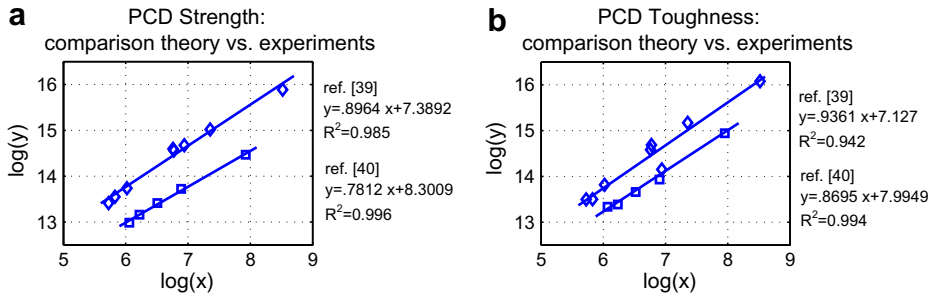 a
PCD Strength:
comparison theory vs. experiments
log(y)
16
15
14
13
5 6 7 8 9
log(x)
ref. [39]
y=.8964 x+7.3892
R²=0.985
ref. [40]
y=.7812 x+8.3009
R²=0.996
b
PCD Toughness:
comparison theory vs. experiments
log(y)
16
15
14
13
5 6 7 8 9
log(x)
ref. [39]
y=.9361 x+7.127
R²=0.942
ref. [40]
y=.8695 x+7.9949
R²=0.994